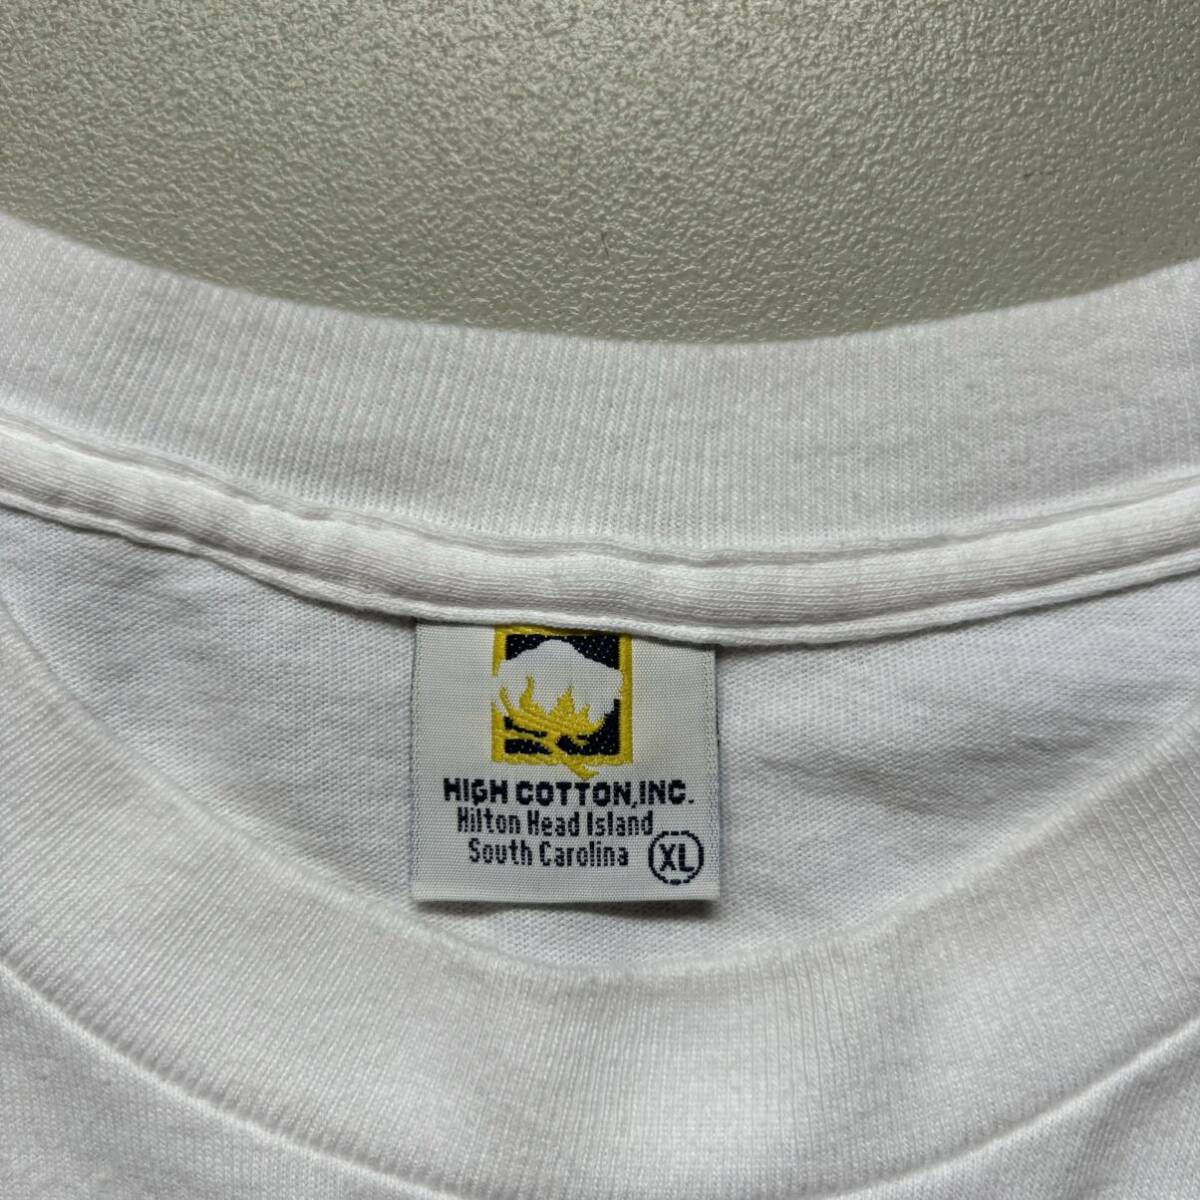 HIGH COTTON, INC.
Hilton Head Island
South Carolina
XL